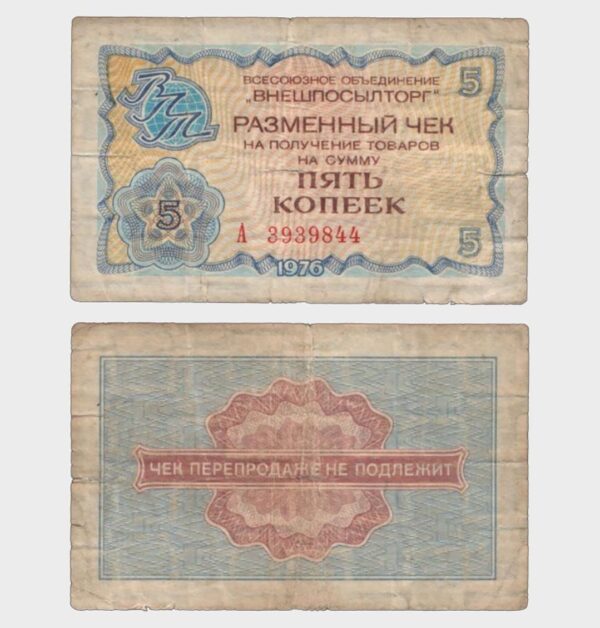 ВПТ
ВСЕСОЮЗНОЕ ОБЪЕДИНЕНИЕ
„ВНЕШПОСЫЛТОРГ"
РАЗМЕННЫЙ ЧЕК
НА ПОЛУЧЕНИЕ ТОВАРОВ
НА СУММУ
ПЯТЬ
КОПЕЕК
5
5
5
А 3939844
1976
ЧЕК ПЕРЕПРОДАЖЕ НЕ ПОДЛЕЖИТ